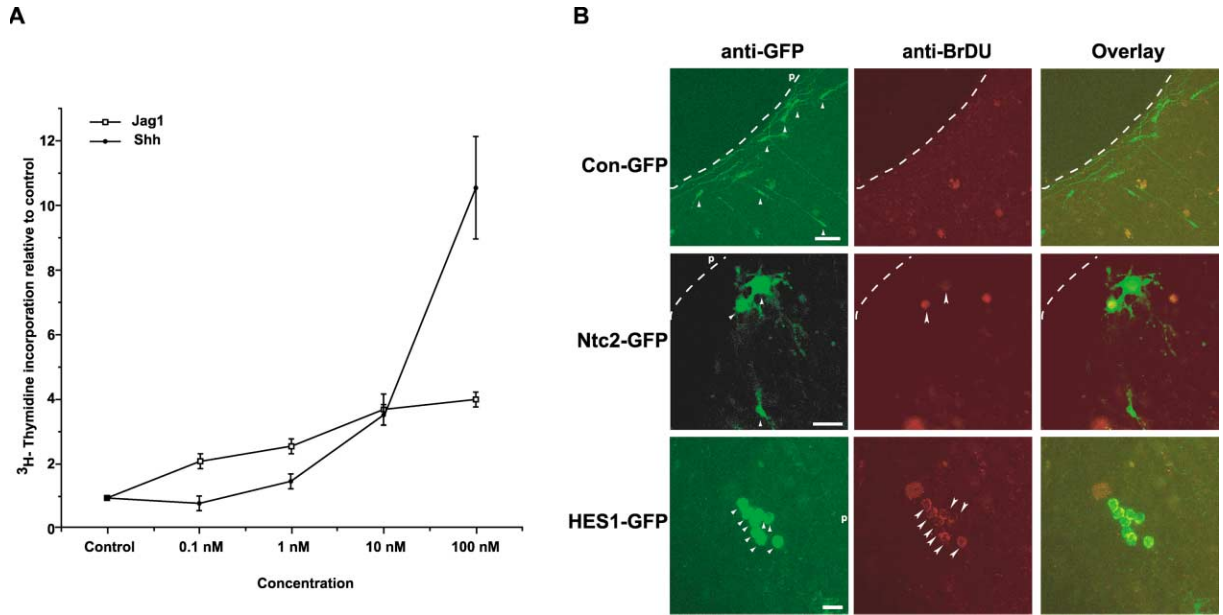 A
³H- Thymidine incorporation relative to control
12
10
8
6
4
2
0
Jag1
Shh
Control
0.1 nM
1 nM
10 nM
100 nM
Concentration
B
anti-GFP
anti-BrDU
Overlay
Con-GFP
p
Ntc2-GFP
p
HES1-GFP
p